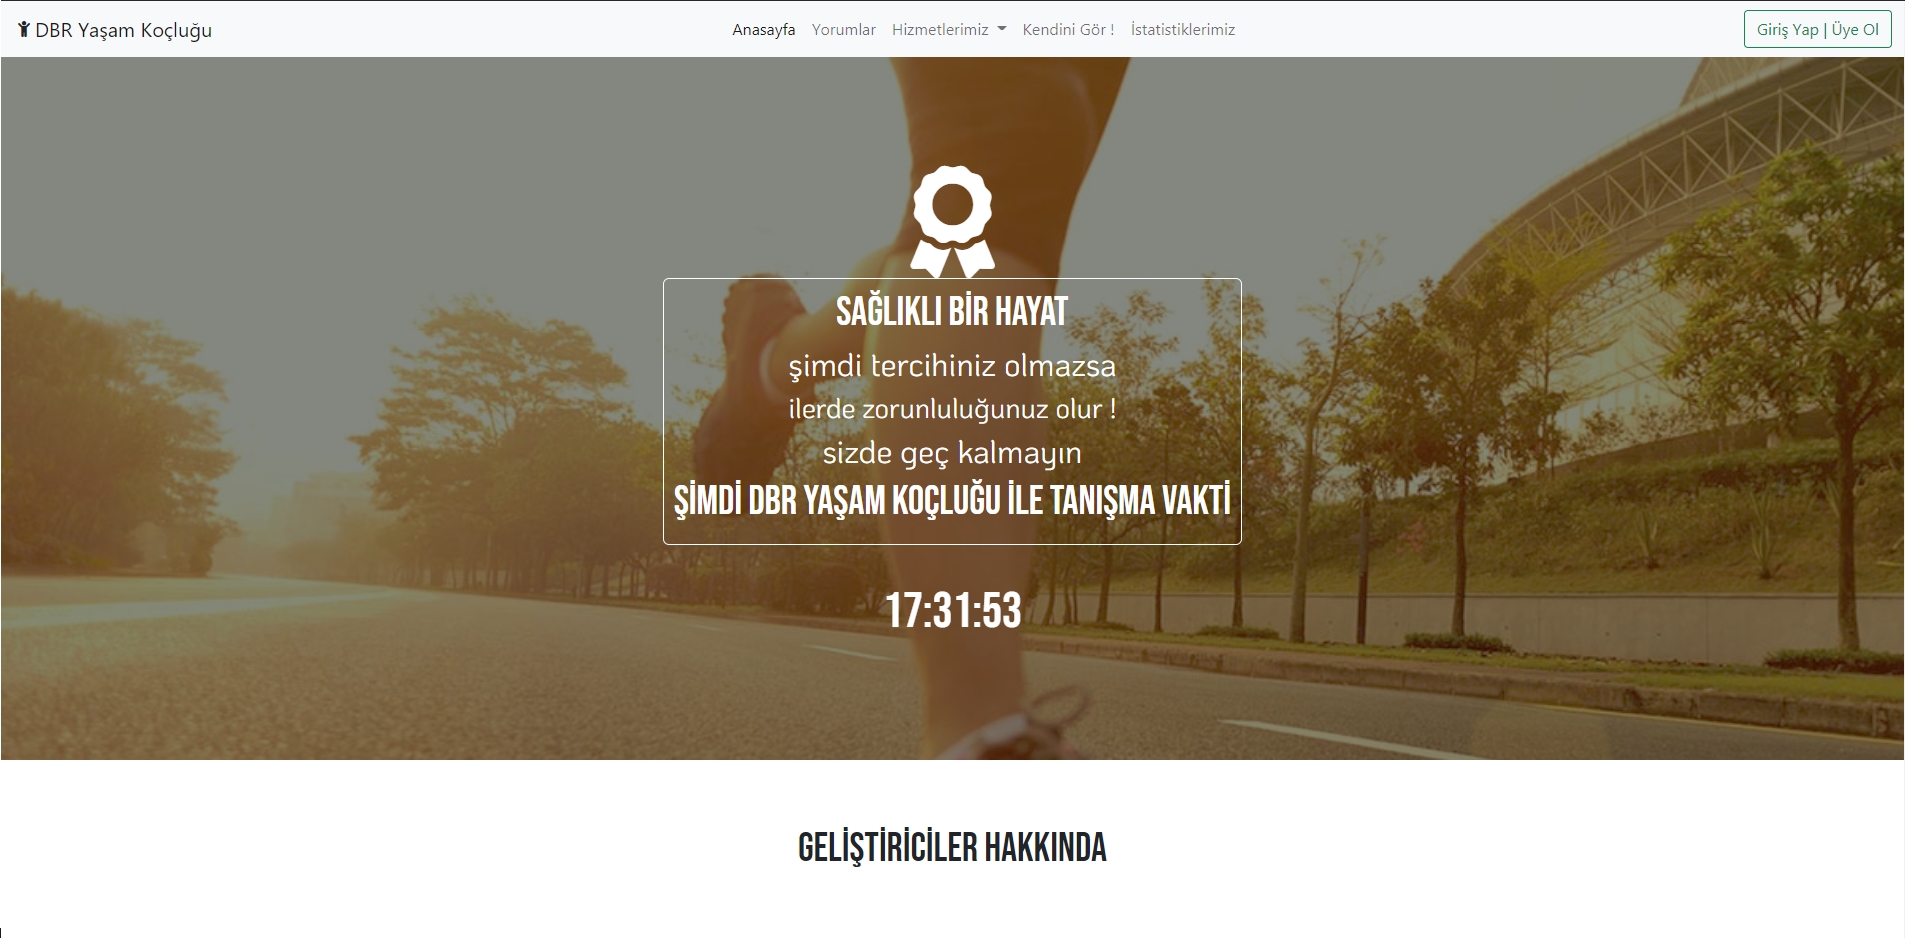 DBR Yaşam Koçluğu
Anasayfa Yorumlar Hizmetlerimiz Kendini Gör ! İstatistiklerimiz
Giriş Yap | Üye Ol
SAĞLIKLI BİR HAYAT
şimdi tercihiniz olmazsa
ilerde zorunluluğunuz olur !
sizde geç kalmayın
ŞİMDİ DBR YAŞAM KOÇLUĞU İLE TANIŞMA VAKTİ
17:31:53
GELİŞTİRİCİLER HAKKINDA